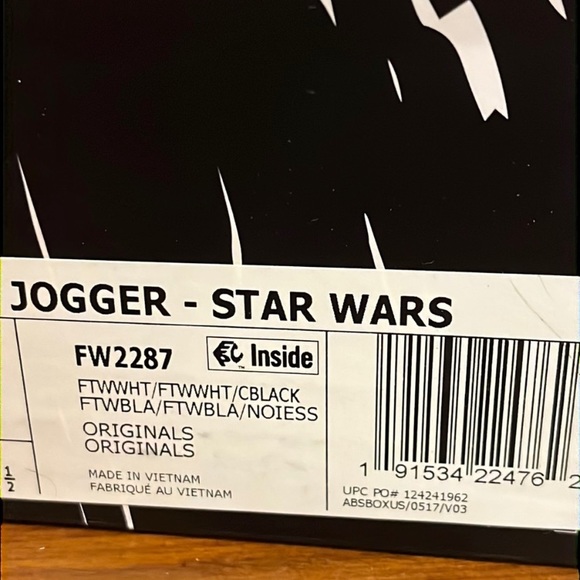 JOGGER - STAR WARS
FW2287
EC™ Inside
FTWWHT/FTWWHT/CBLACK
FTWBLA/FTWBLA/NOIESS
ORIGINALS
ORIGINALS
MADE IN VIETNAM
FABRIQUÉ AU VIETNAM
1/2
1 91534 22476 2
UPC PO# 124241962
ABSBOXUS/0517/V03